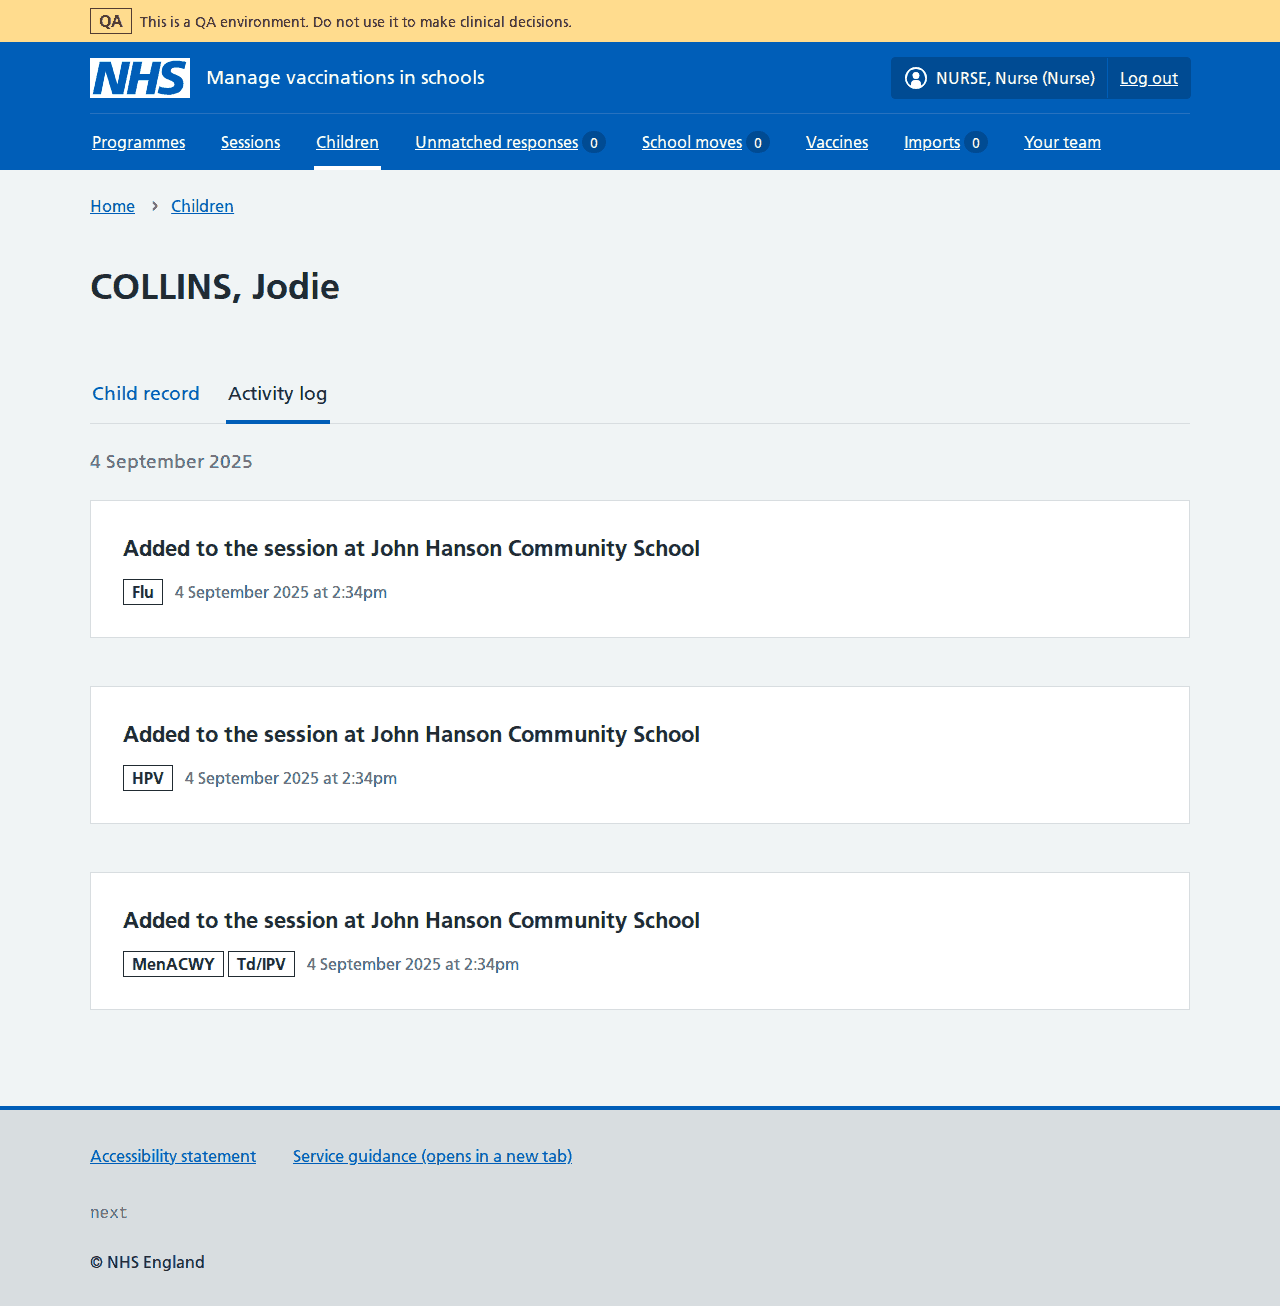 QA This is a QA environment. Do not use it to make clinical decisions.
NHS Manage vaccinations in schools NURSE, Nurse (Nurse) Log out
Programmes Sessions Children Unmatched responses 0 School moves 0 Vaccines Imports 0 Your team
Home Children
COLLINS, Jodie
Child record Activity log
4 September 2025
Added to the session at John Hanson Community School
Flu 4 September 2025 at 2:34pm
Added to the session at John Hanson Community School
HPV 4 September 2025 at 2:34pm
Added to the session at John Hanson Community School
MenACWY Td/IPV 4 September 2025 at 2:34pm
Accessibility statement Service guidance (opens in a new tab)
next
© NHS England